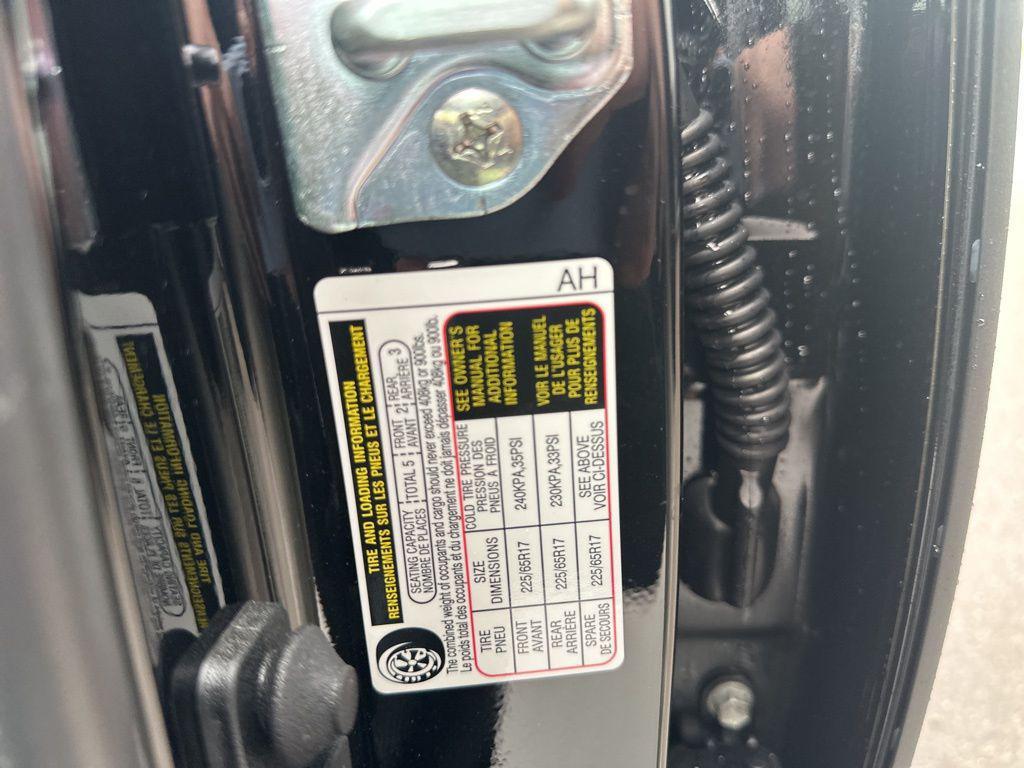 TIRE AND LOADING INFORMATION
RENSEIGNEMENTS SUR LES PNEUS ET LE CHARGEMENT
SEATING CAPACITY TOTAL 5 FRONT 2 REAR 3
NOMBRE DE PLACES AVANT ARRIÈRE
The combined weight of occupants and cargo should never exceed 408kg or 900lbs.
Le poids total des occupants et du chargement ne doit jamais dépasser 408kg ou 900lb.
TIRE SIZE COLD TIRE PRESSURE
PNEU DIMENSIONS PRESSION DES PNEUS À FROID
FRONT 225/65R17 240KPA,35PSI
AVANT
REAR 225/65R17 230KPA,33PSI
ARRIÈRE
SPARE 225/65R17 SEE ABOVE
DE SECOURS VOIR CI-DESSUS
SEE OWNER'S
MANUAL FOR
ADDITIONAL
INFORMATION
VOIR LE MANUEL
DE L'USAGER
POUR PLUS DE
RENSEIGNEMENTS
AH